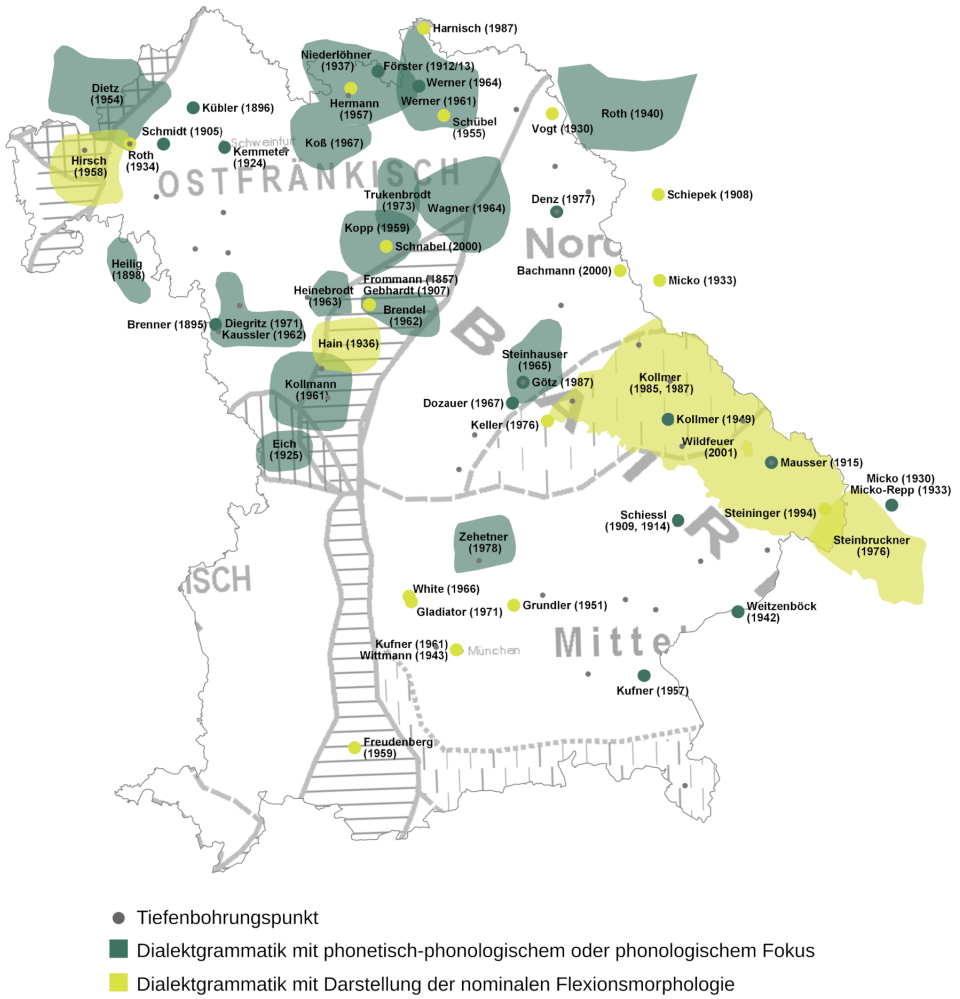 Harnisch (1987)
Niederlöhner
(1937)
Förster (1912/13)
Werner (1964)
Dietz
(1954)
Hermann
(1957)
Werner (1961)
Kübler (1896)
Schübel
(1955)
Vogt (1930)
Roth (1940)
Schmidt (1905)
Schweinfurt
Koß (1967)
Kemmeter
(1924)
Roth
(1934)
Hirsch
(1958)
OSTFRÄNKISCH
Trukenbrodt
(1973)
Wagner (1964)
Denz (1977)
Schiepek (1908)
Kopp (1959)
Schnabel (2000)
Nord
Heilig
(1898)
Bachmann (2000)
Micko (1933)
Frommann (1857)
Gebhardt (1907)
Heinebrodt
(1963)
Brendel
(1962)
Brenner (1895)
Diegritz (1971)
Kaussler (1962)
Hain (1936)
BAIR
Steinhauser
(1965)
Götz (1987)
Kollmann
(1961)
Kollmer
(1985, 1987)
Dozauer (1967)
Keller (1976)
Kollmer (1949)
Eich
(1925)
Wildfeuer
(2001)
Mausser (1915)
Micko (1930)
Micko-Repp (1933)
Steininger (1994)
Schiessl
(1909, 1914)
Steinbruckner
(1976)
Zehetner
(1978)
ISCH
White (1966)
Gladiator (1971)
Grundler (1951)
Weitzenböck
(1942)
Mittel
Kufner (1961)
Wittmann (1943)
München
Kufner (1957)
Freudenberg
(1959)
Tiefenbohrungspunkt
Dialektgrammatik mit phonetisch-phonologischem oder phonologischem Fokus
Dialektgrammatik mit Darstellung der nominalen Flexionsmorphologie